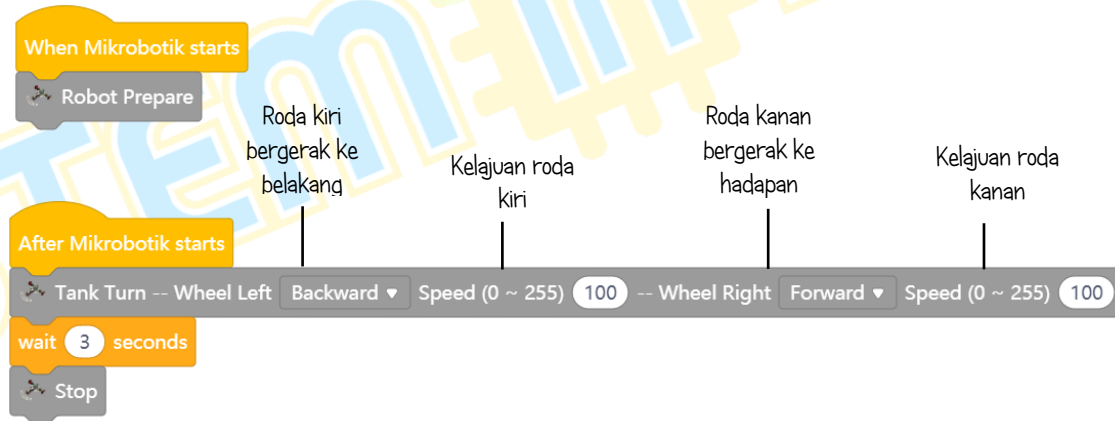 When Mikrobotik starts
Robot Prepare
Roda kiri
bergerak ke
belakang
Kelajuan roda
kiri
Roda kanan
bergerak ke
hadapan
Kelajuan roda
kanan
After Mikrobotik starts
Tank Turn -- Wheel Left Backward ▼ Speed (0 ~ 255) 100 -- Wheel Right Forward ▼ Speed (0 ~ 255) 100
wait 3 seconds
Stop